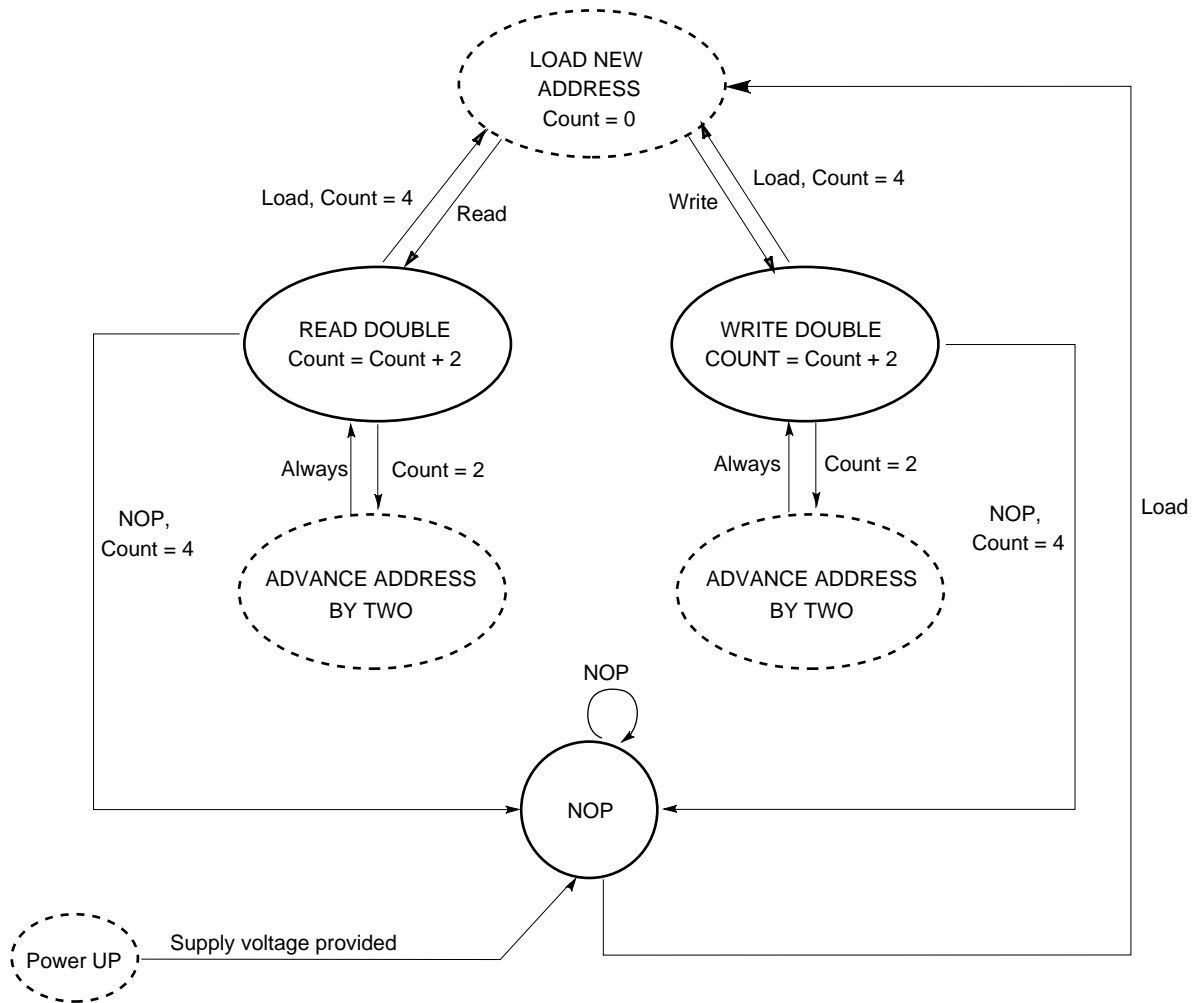 LOAD NEW
ADDRESS
Count = 0
Load, Count = 4
Read
Write
Load, Count = 4
READ DOUBLE
Count = Count + 2
WRITE DOUBLE
COUNT = Count + 2
Always
Count = 2
Always
Count = 2
NOP,
Count = 4
NOP,
Count = 4
Load
ADVANCE ADDRESS
BY TWO
ADVANCE ADDRESS
BY TWO
NOP
NOP
Supply voltage provided
Power UP